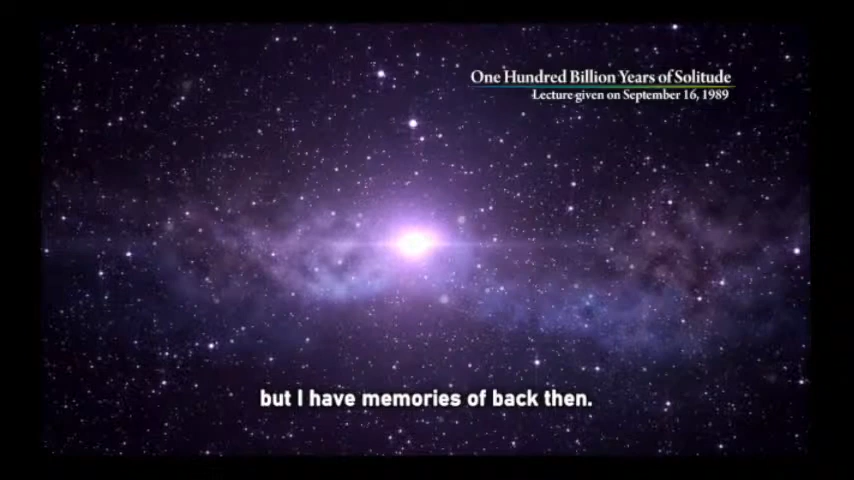 One Hundred Billion Years of Solitude
Lecture given on September 16, 1989
but I have memories of back then.